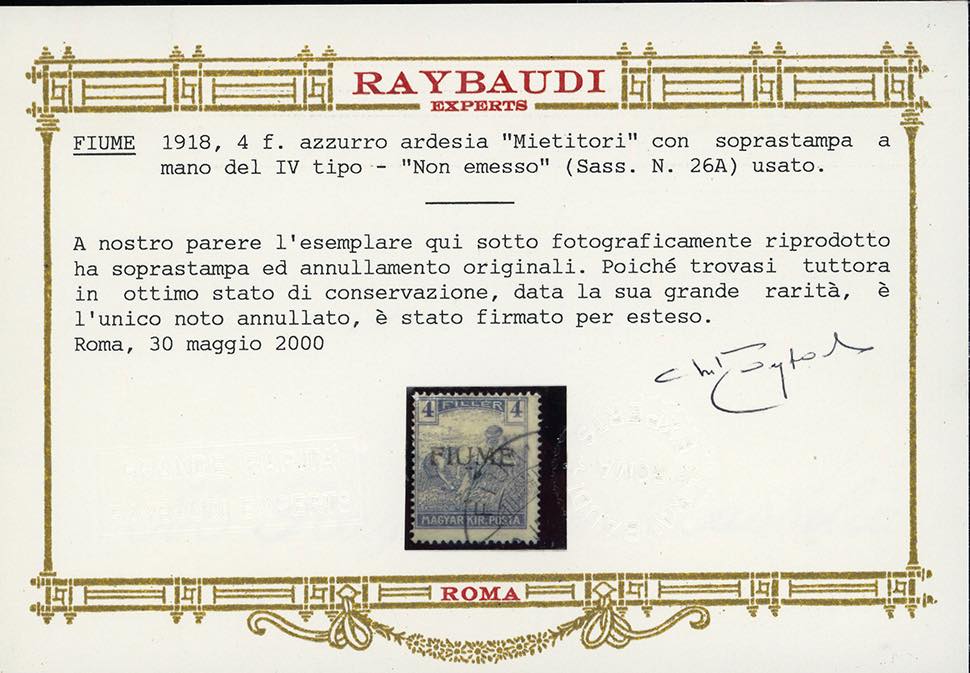 RAYBAUDI
EXPERTS
FIUME 1918, 4 f. azzurro ardesia "Mietitori" con soprastampa a
mano del IV tipo - "Non emesso" (Sass. N. 26A) usato.
A nostro parere l'esemplare qui sotto fotograficamente riprodotto
ha soprastampa ed annullamento originali. Poiché trovasi tuttora
in ottimo stato di conservazione, data la sua grande rarità, è
l'unico noto annullato, è stato firmato per esteso.
Roma, 30 maggio 2000
4 FILLER 4
FIUME
MAGYAR KIR. POSTA
ROMA